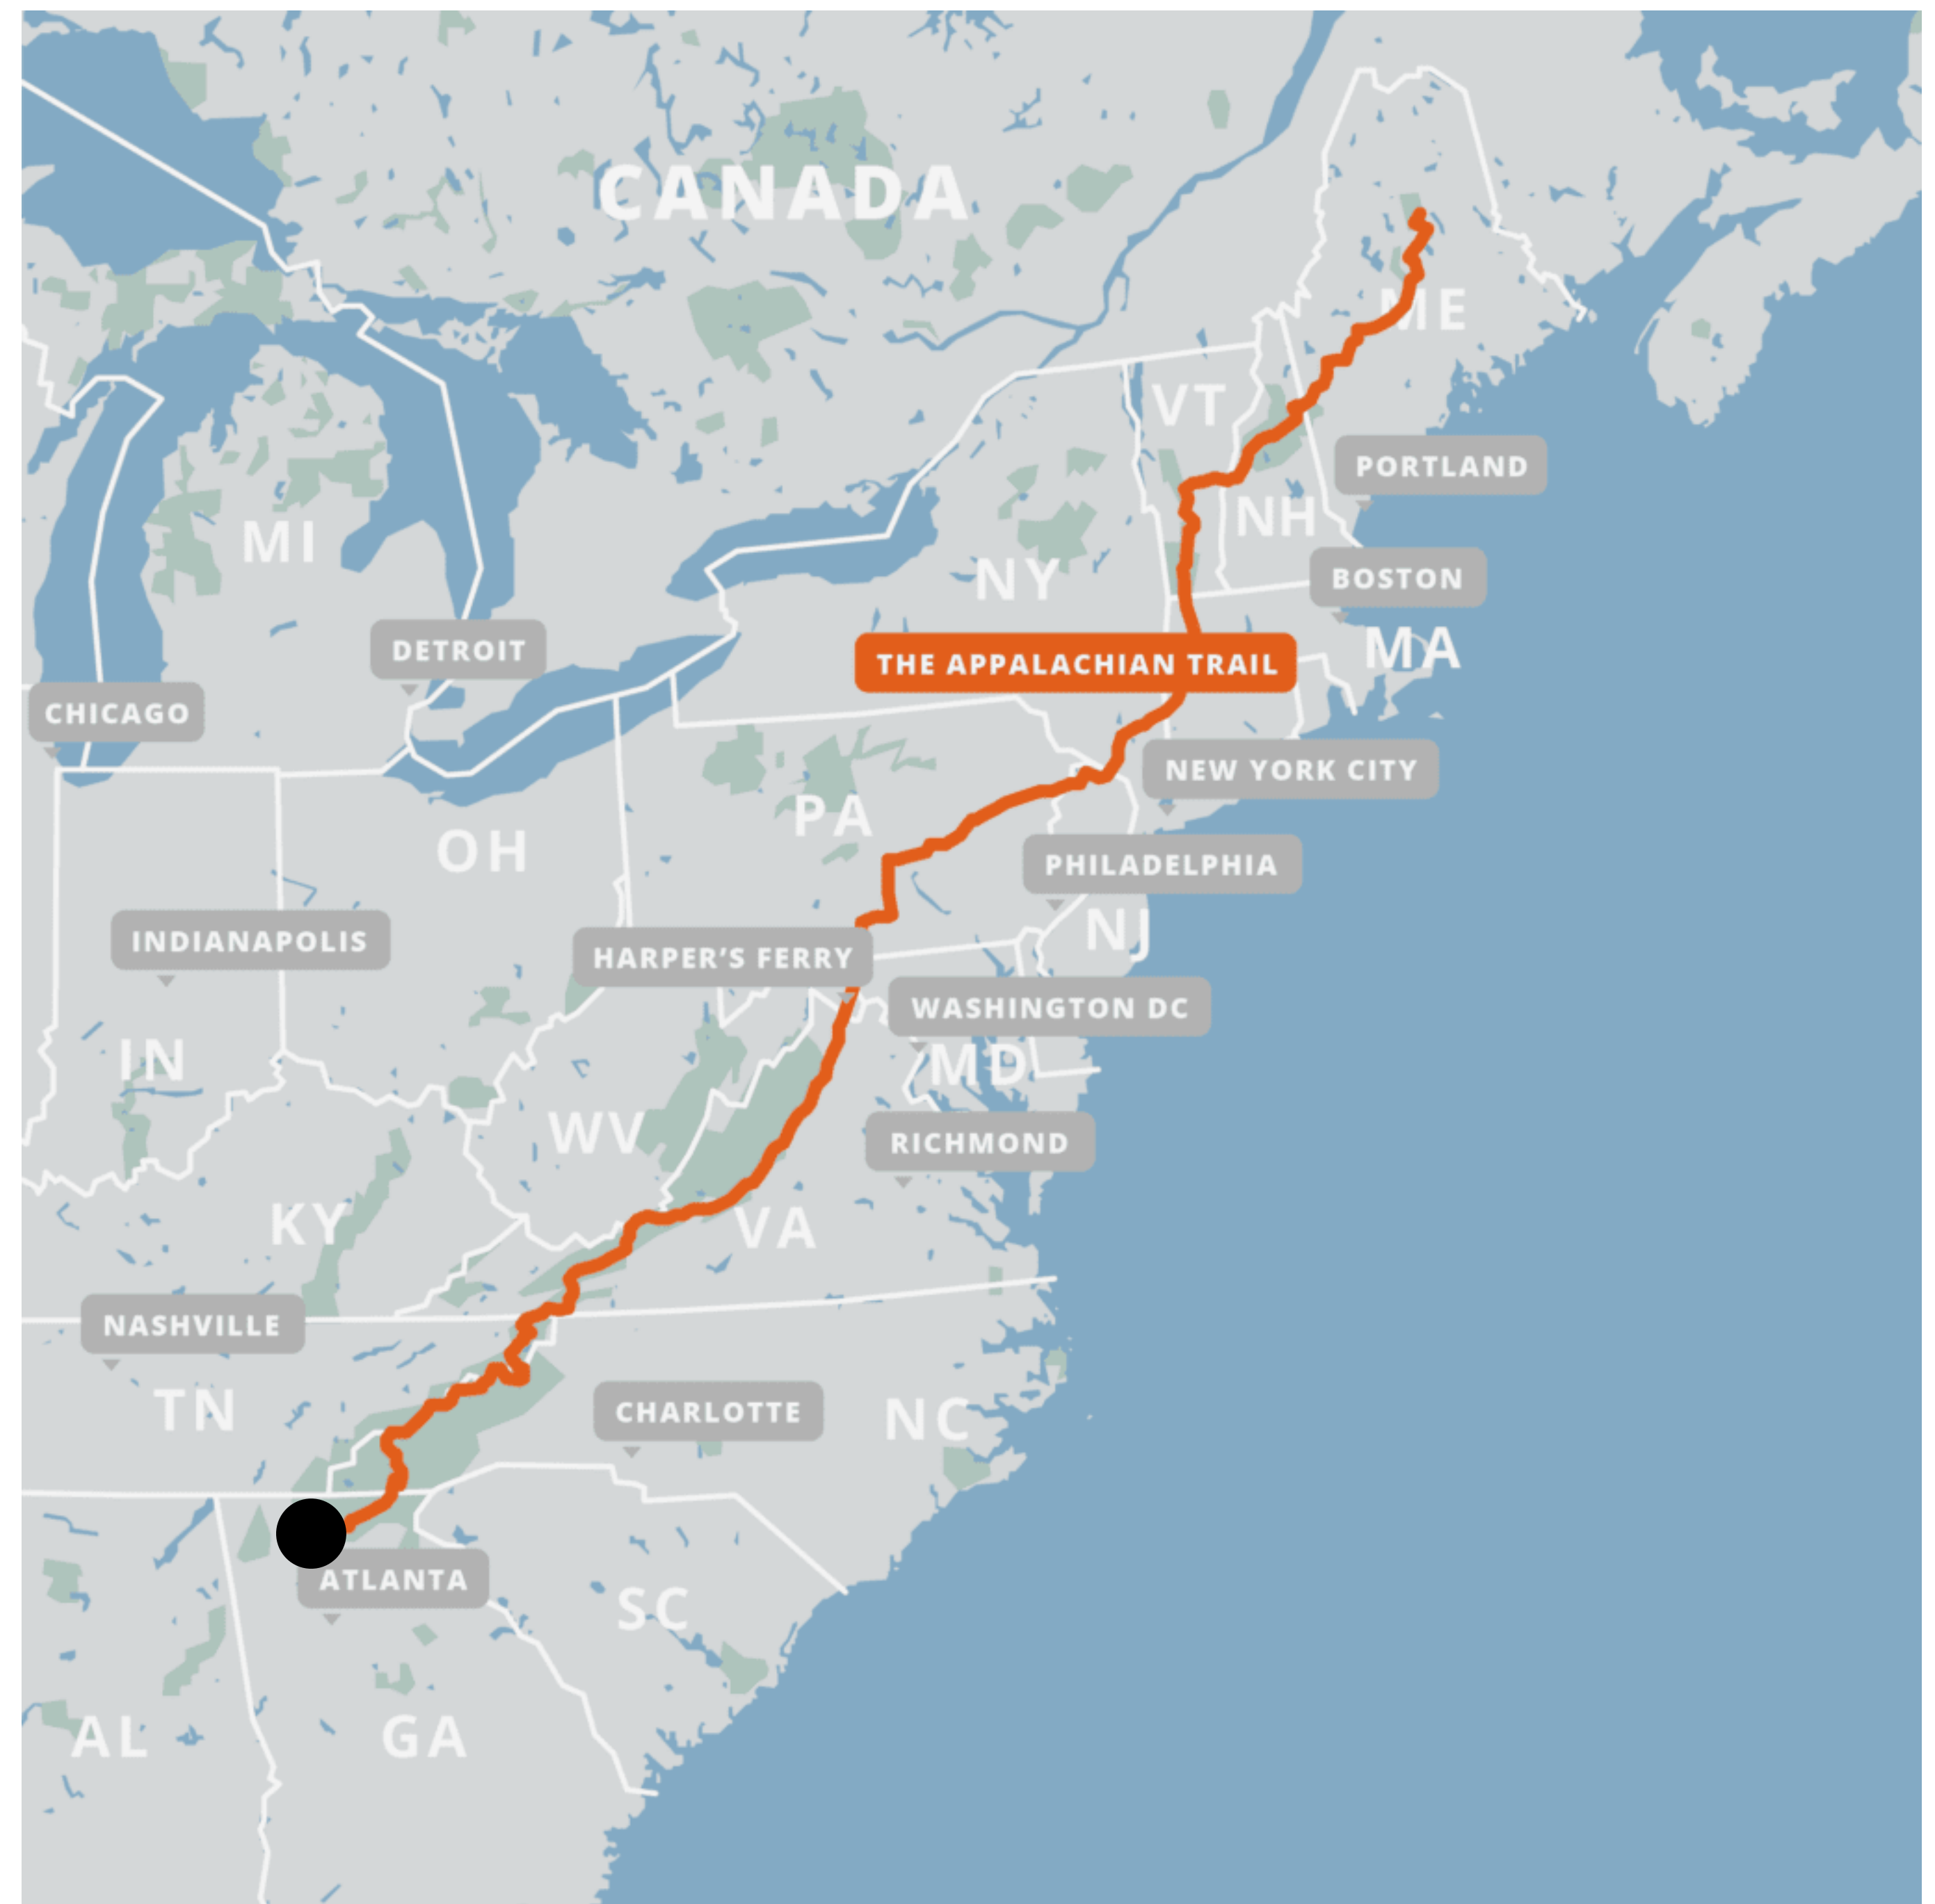 CANADA
ME
VT
PORTLAND
NH
MI
NY
BOSTON
MA
DETROIT
THE APPALACHIAN TRAIL
CHICAGO
NEW YORK CITY
PA
OH
PHILADELPHIA
NJ
INDIANAPOLIS
HARPER'S FERRY
WASHINGTON DC
IN
MD
WV
RICHMOND
KY
VA
NASHVILLE
TN
CHARLOTTE
NC
ATLANTA
SC
AL
GA